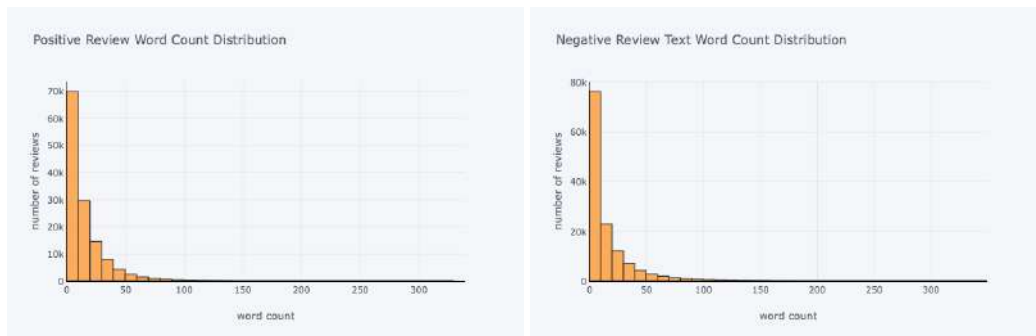 Positive Review Word Count Distribution
70k
60k
50k
40k
30k
20k
10k
0
number of reviews
0 50 100 150 200 250 300
word count
Negative Review Text Word Count Distribution
80k
60k
40k
20k
0
number of reviews
0 50 100 150 200 250 300
word count